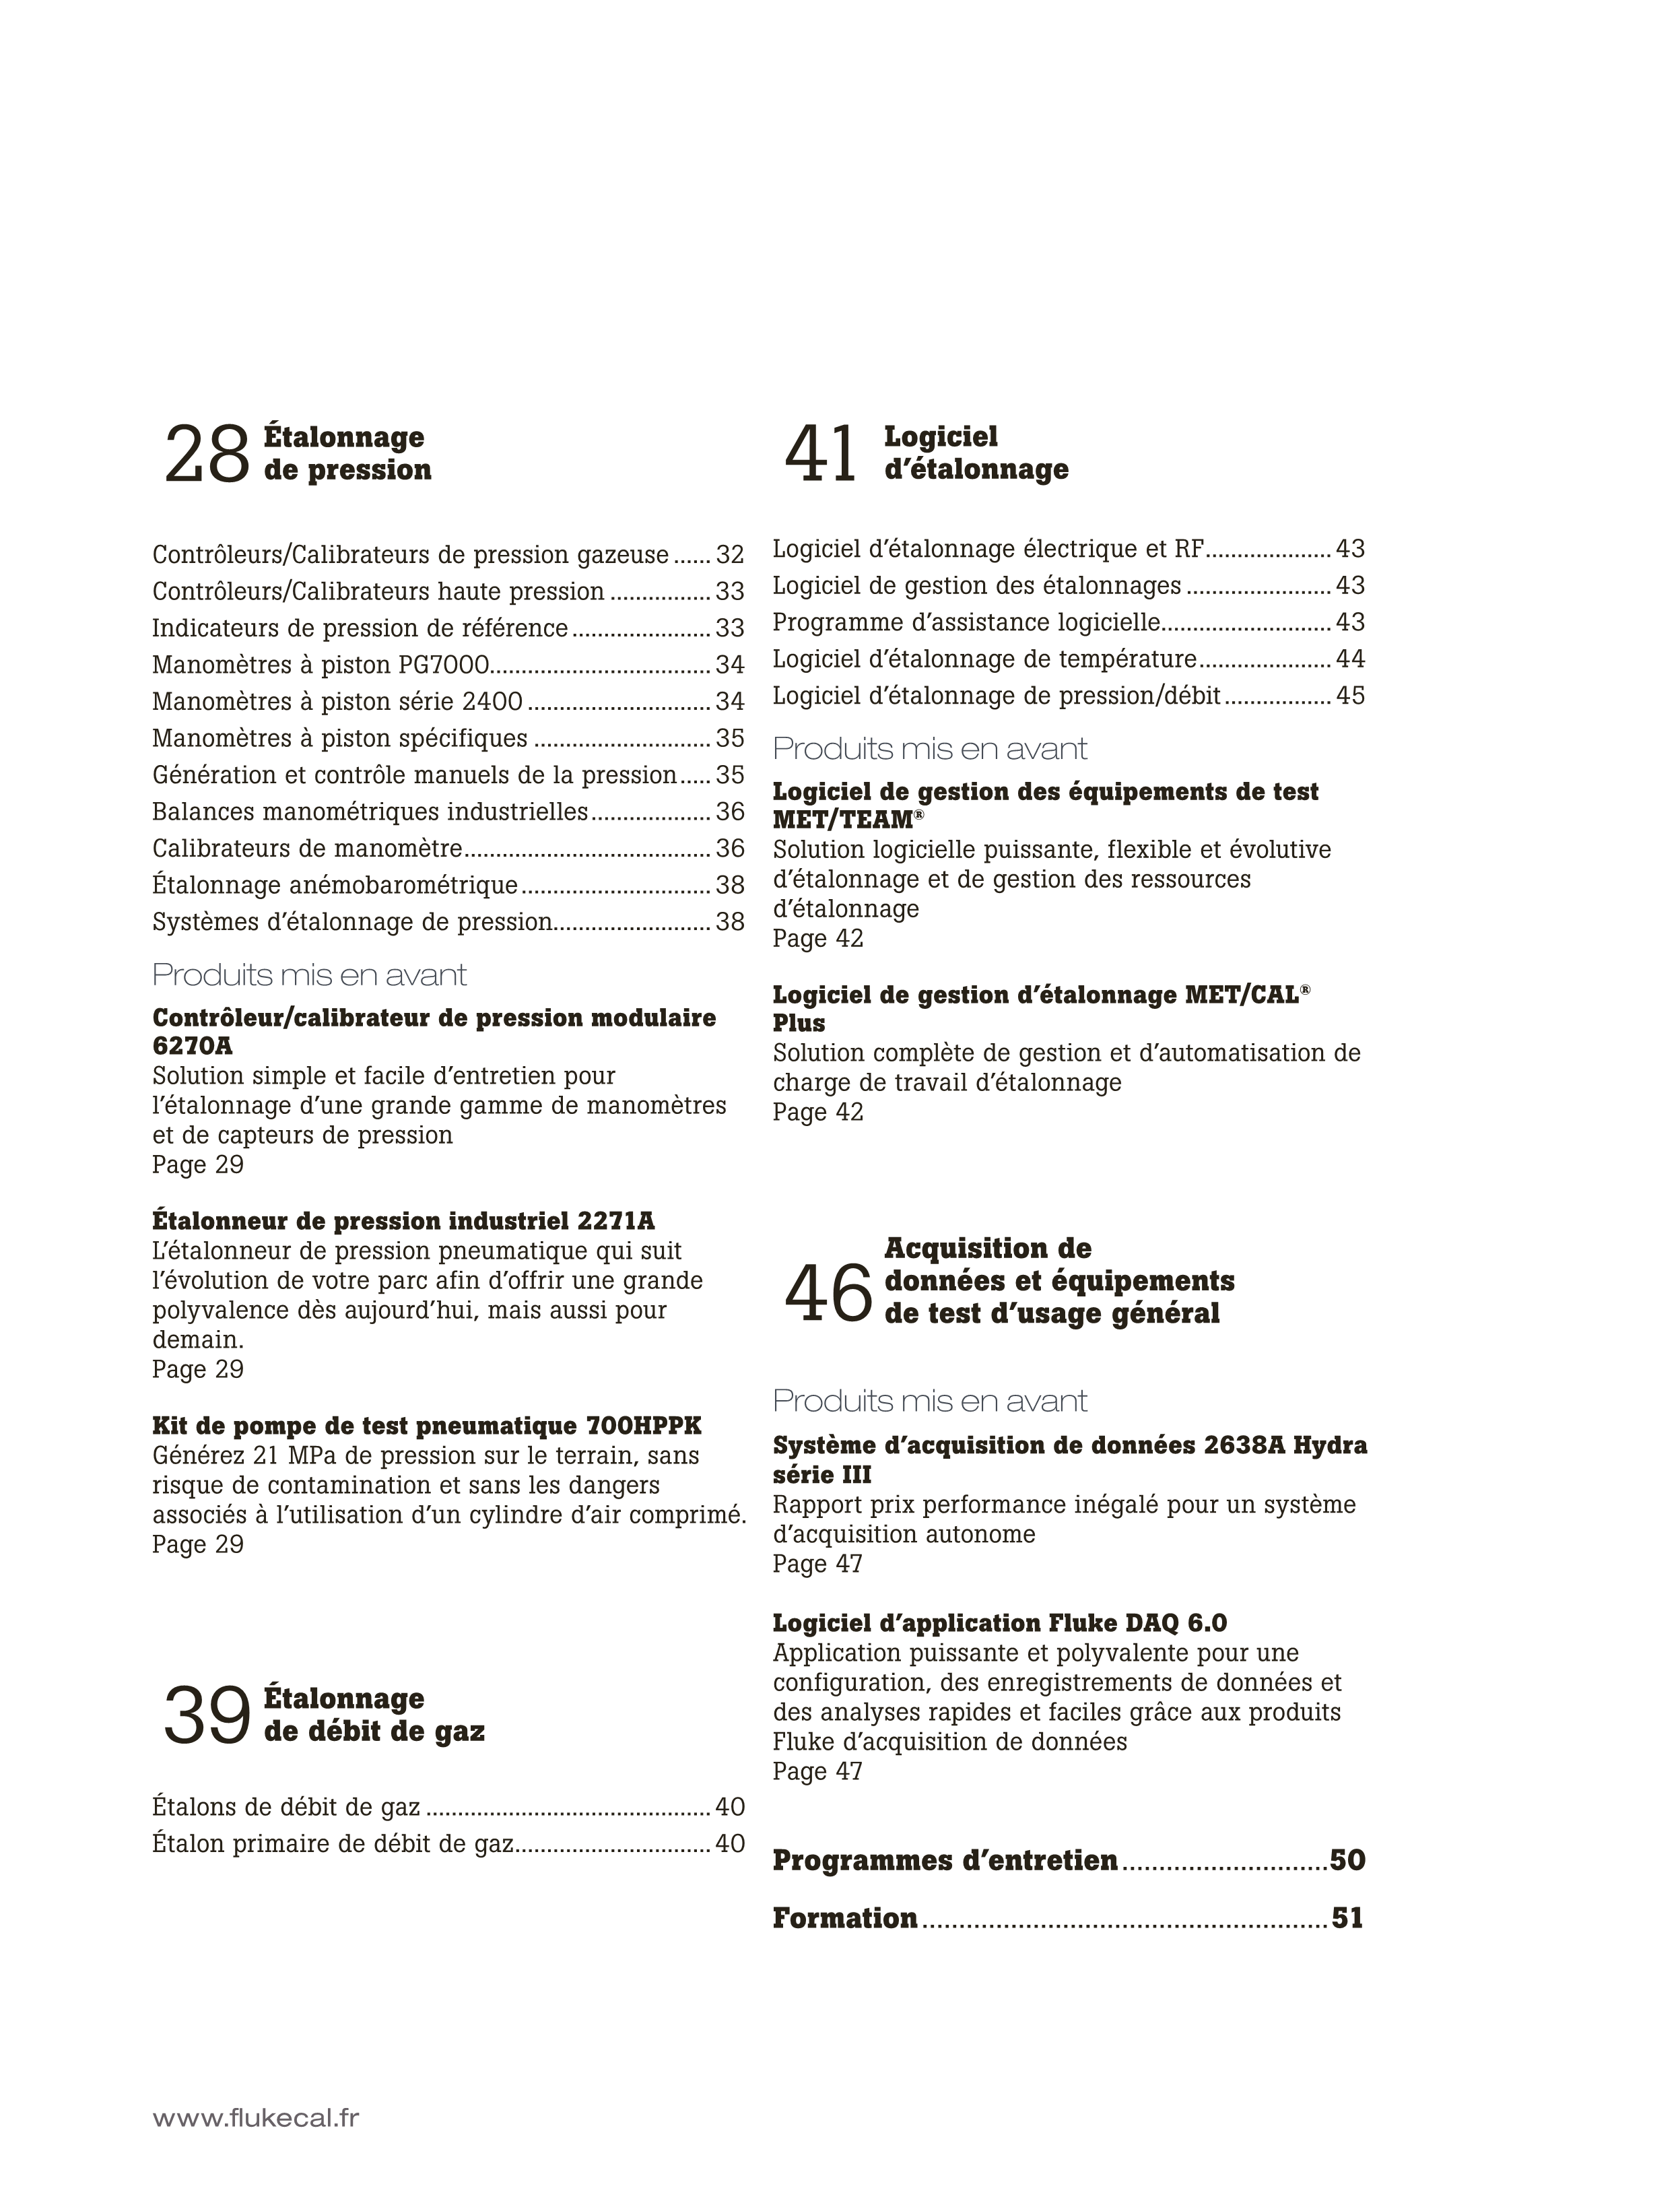 28 Étalonnage
de pression
Contrôleurs/Calibrateurs de pression gazeuse ...... 32
Contrôleurs/Calibrateurs haute pression ................ 33
Indicateurs de pression de référence ...................... 33
Manomètres à piston PG7000................................... 34
Manomètres à piston série 2400 ............................. 34
Manomètres à piston spécifiques ............................ 35
Génération et contrôle manuels de la pression..... 35
Balances manométriques industrielles................... 36
Calibrateurs de manomètre....................................... 36
Étalonnage anémobarométrique.............................. 38
Systèmes d’étalonnage de pression......................... 38
Produits mis en avant
Contrôleur/calibrateur de pression modulaire
6270A
Solution simple et facile d’entretien pour
l’étalonnage d’une grande gamme de manomètres
et de capteurs de pression
Page 29
Étalonneur de pression industriel 2271A
L’étalonneur de pression pneumatique qui suit
l’évolution de votre parc afin d’offrir une grande
polyvalence dès aujourd’hui, mais aussi pour
demain.
Page 29
Kit de pompe de test pneumatique 700HPPK
Générez 21 MPa de pression sur le terrain, sans
risque de contamination et sans les dangers
associés à l’utilisation d’un cylindre d’air comprimé.
Page 29
39 Étalonnage
de débit de gaz
Étalons de débit de gaz ............................................. 40
Étalon primaire de débit de gaz............................... 40
41 Logiciel
d’étalonnage
Logiciel d’étalonnage électrique et RF.................... 43
Logiciel de gestion des étalonnages ....................... 43
Programme d’assistance logicielle........................... 43
Logiciel d’étalonnage de température..................... 44
Logiciel d’étalonnage de pression/débit................. 45
Produits mis en avant
Logiciel de gestion des équipements de test
MET/TEAM®
Solution logicielle puissante, flexible et évolutive
d’étalonnage et de gestion des ressources
d’étalonnage
Page 42
Logiciel de gestion d’étalonnage MET/CAL®
Plus
Solution complète de gestion et d’automatisation de
charge de travail d’étalonnage
Page 42
46 Acquisition de
données et équipements
de test d’usage général
Produits mis en avant
Système d’acquisition de données 2638A Hydra
série III
Rapport prix performance inégalé pour un système
d’acquisition autonome
Page 47
Logiciel d’application Fluke DAQ 6.0
Application puissante et polyvalente pour une
configuration, des enregistrements de données et
des analyses rapides et faciles grâce aux produits
Fluke d’acquisition de données
Page 47
Programmes d’entretien............................50
Formation.......................................................51
www.flukecal.fr